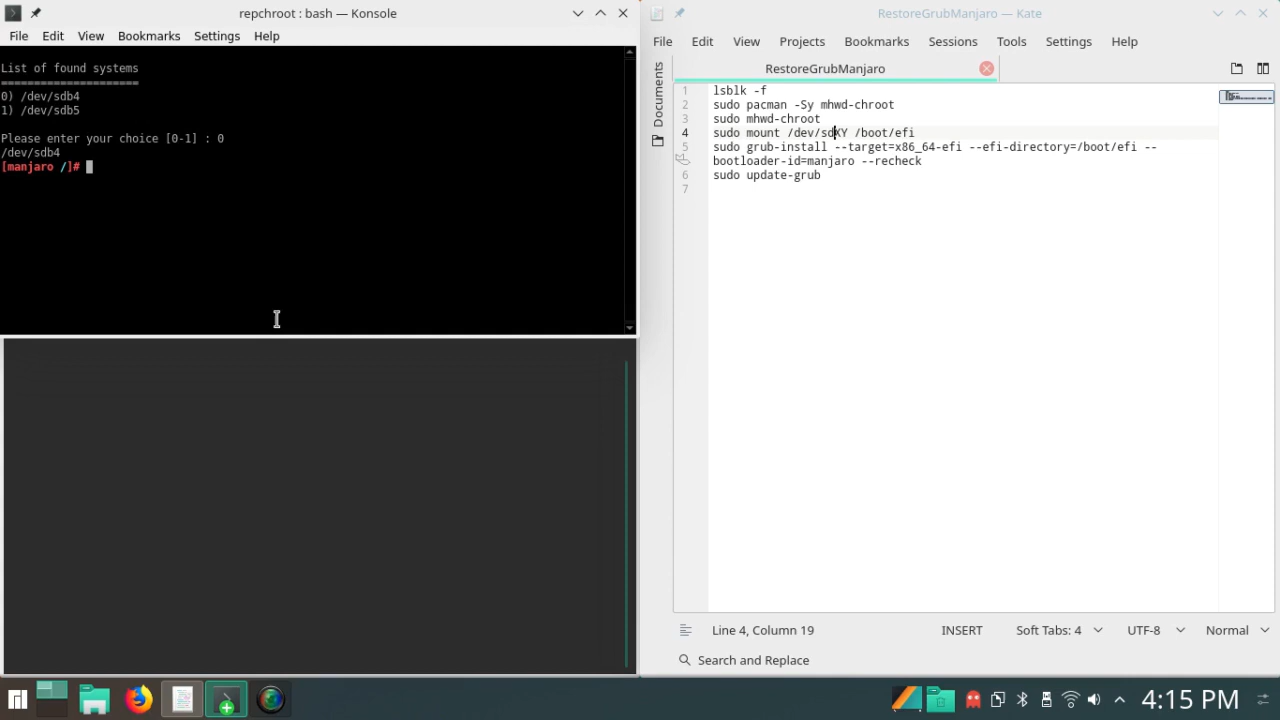 repchroot : bash — Konsole
File Edit View Bookmarks Settings Help
List of found systems
=====================
0) /dev/sdb4
1) /dev/sdb5
Please enter your choice [0-1] : 0
/dev/sdb4
[manjaro /]#
RestoreGrubManjaro — Kate
File Edit View Projects Bookmarks Sessions Tools Settings Help
RestoreGrubManjaro
Documents
1 lsblk -f
2 sudo pacman -Sy mhwd-chroot
3 sudo mhwd-chroot
4 sudo mount /dev/sdXY /boot/efi
5 sudo grub-install --target=x86_64-efi --efi-directory=/boot/efi --
bootloader-id=manjaro --recheck
6 sudo update-grub
7
Line 4, Column 19 INSERT Soft Tabs: 4 UTF-8 Normal
Search and Replace
4:15 PM